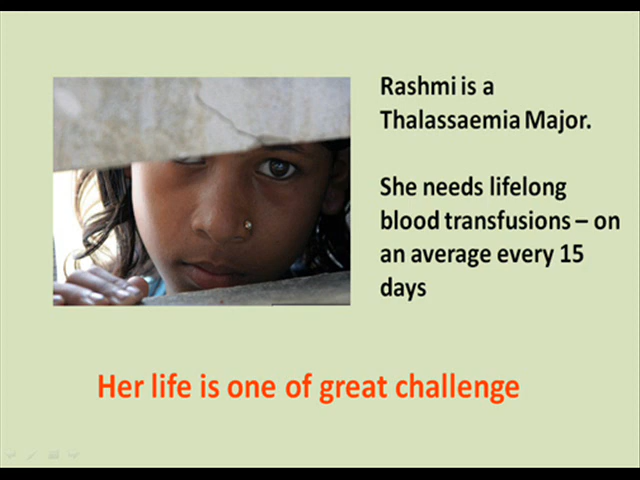 Rashmi is a
Thalassaemia Major.
She needs lifelong
blood transfusions – on
an average every 15
days
Her life is one of great challenge